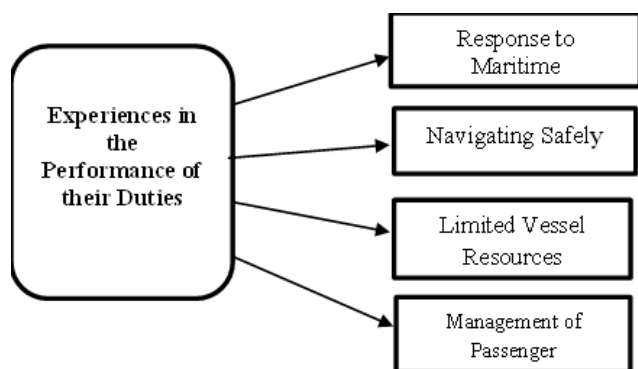 Experiences in
the
Performance of
their Duties
Response to
Maritime
Navigating Safely
Limited Vessel
Resources
Management of
Passenger